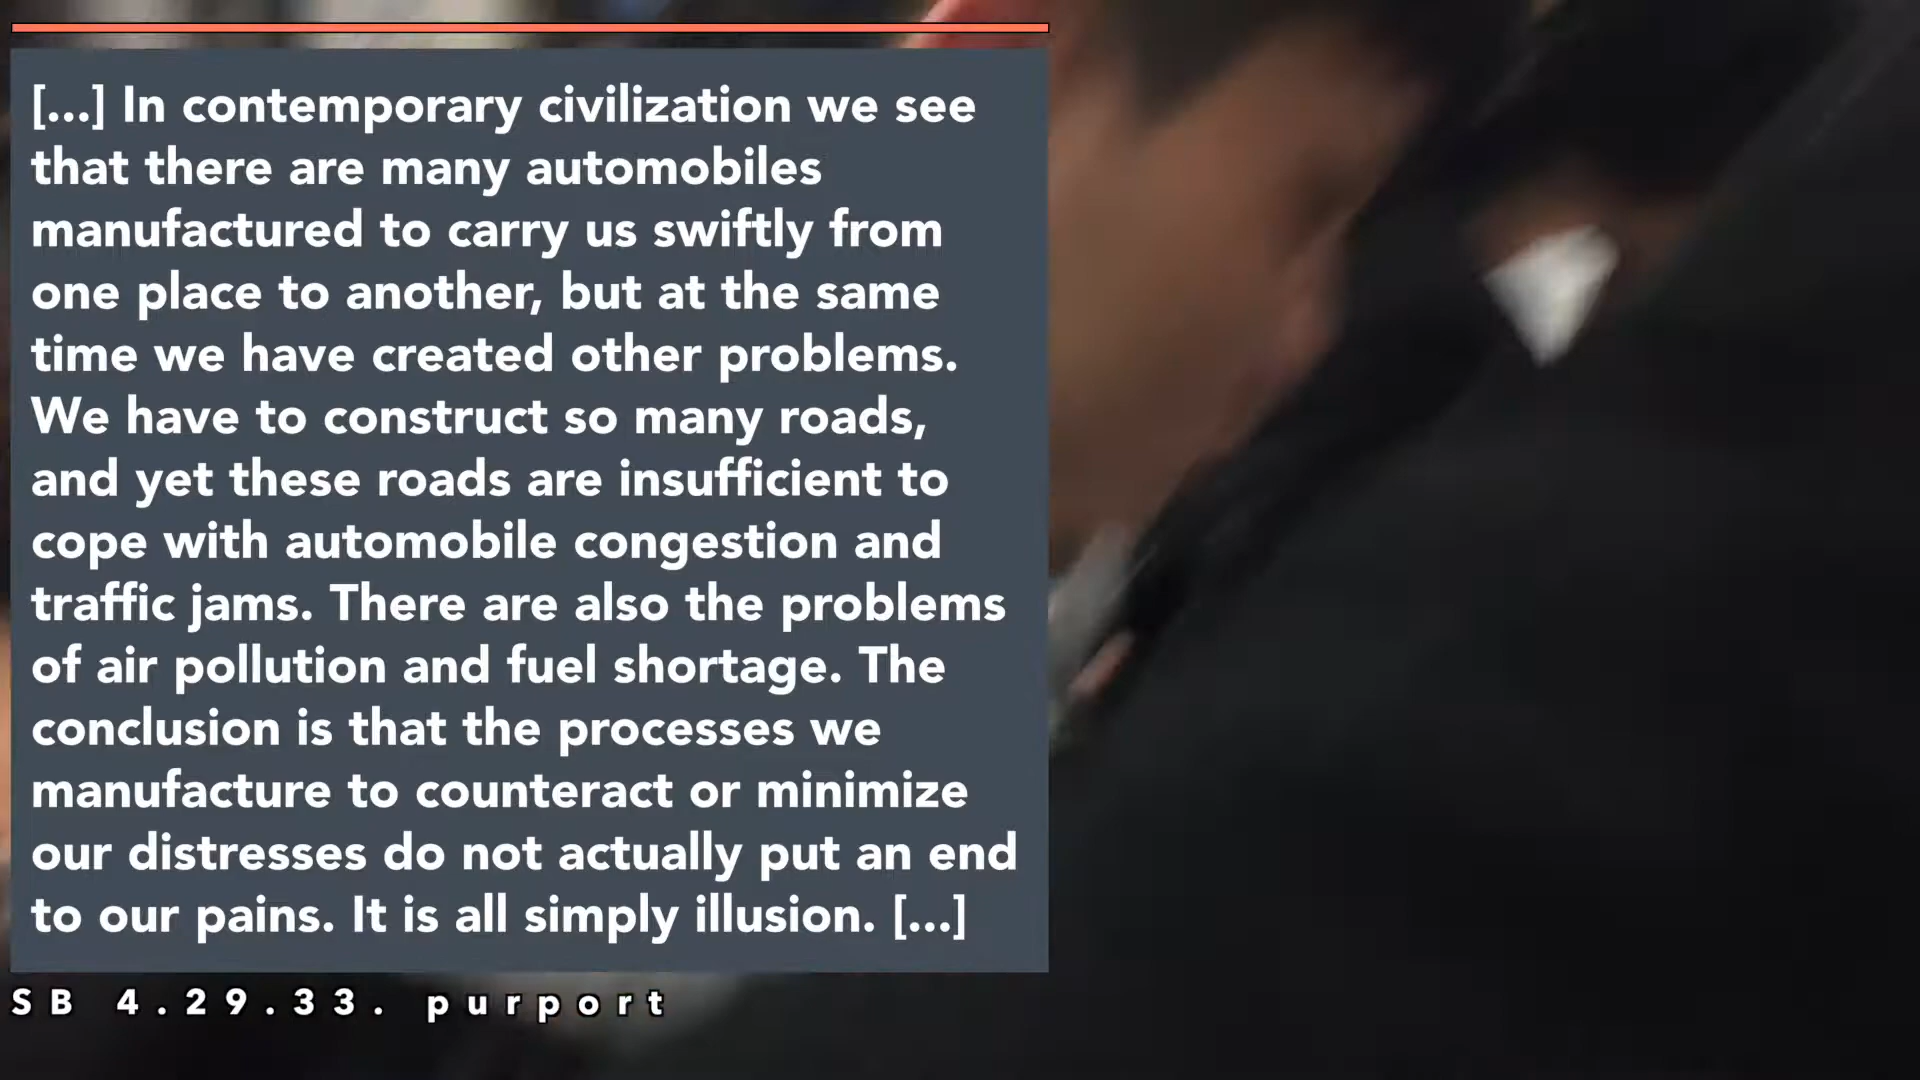 [...] In contemporary civilization we see
that there are many automobiles
manufactured to carry us swiftly from
one place to another, but at the same
time we have created other problems.
We have to construct so many roads,
and yet these roads are insufficient to
cope with automobile congestion and
traffic jams. There are also the problems
of air pollution and fuel shortage. The
conclusion is that the processes we
manufacture to counteract or minimize
our distresses do not actually put an end
to our pains. It is all simply illusion. [...]
SB 4.29.33. purport